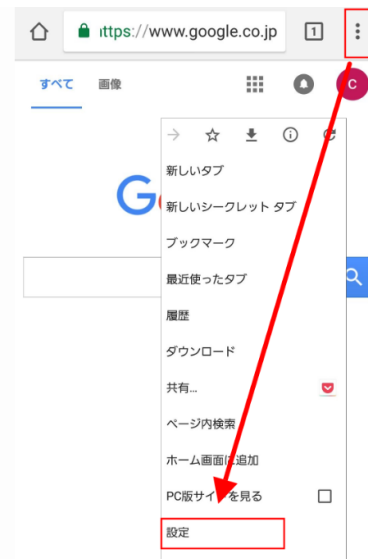 ittps://www.google.co.jp 1
すべて 画像
C
G
新しいタブ
新しいシークレット タブ
ブックマーク
最近使ったタブ
履歴
ダウンロード
共有...
ページ内検索
ホーム画面に追加
PC版サイトを見る
設定